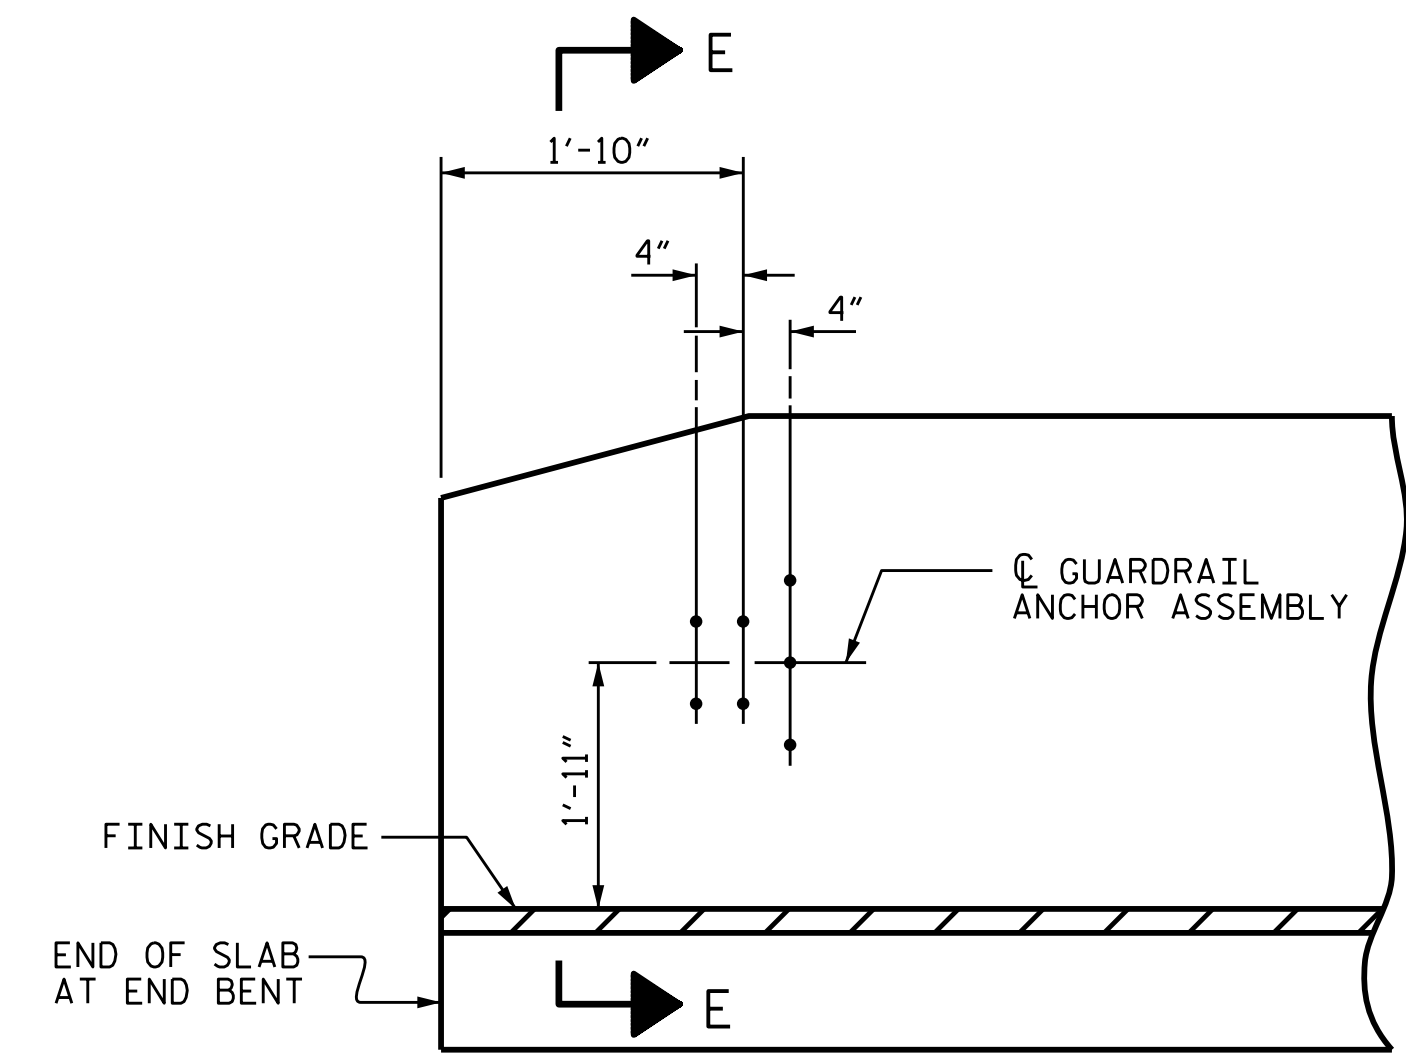 E
1'-10"
4"
4"
℄ GUARDRAIL
ANCHOR ASSEMBLY
1'-11"
FINISH GRADE
END OF SLAB
AT END BENT
E